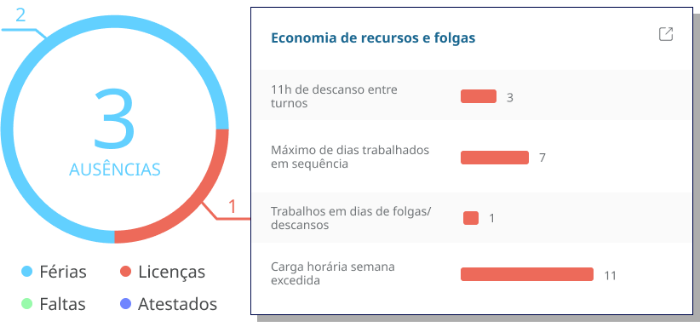 2
3
AUSÊNCIAS
1
Férias
Licenças
Faltas
Atestados
Economia de recursos e folgas
11h de descanso entre
turnos
3
Máximo de dias trabalhados
em sequência
7
Trabalhos em dias de folgas/
descansos
1
Carga horária semana
excedida
11